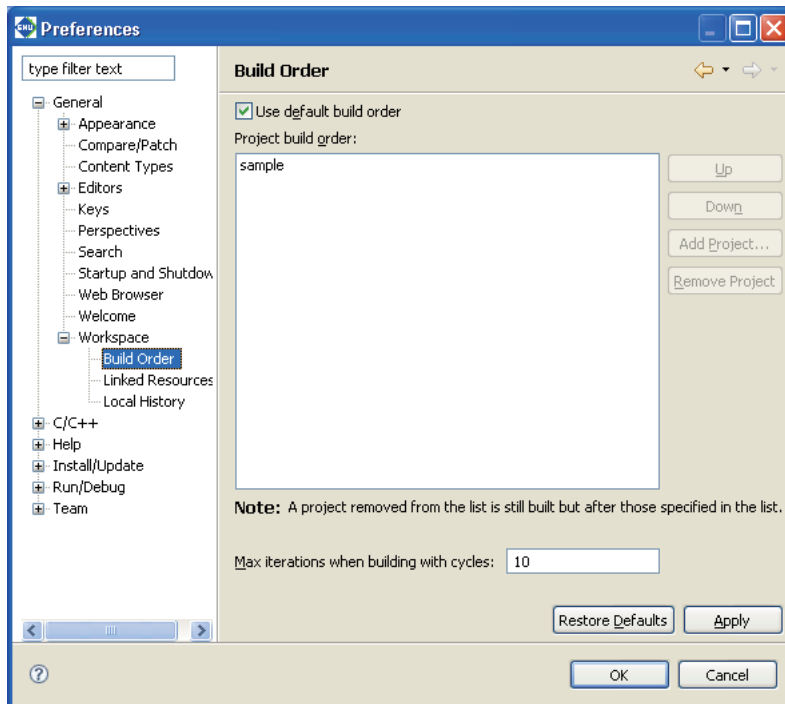 GNU Preferences
type filter text
General
Appearance
Compare/Patch
Content Types
Editors
Keys
Perspectives
Search
Startup and Shutdow
Web Browser
Welcome
Workspace
Build Order
Linked Resources
Local History
C/C++
Help
Install/Update
Run/Debug
Team
Build Order
Use default build order
Project build order:
sample
Up
Down
Add Project...
Remove Project
Note: A project removed from the list is still built but after those specified in the list.
Max iterations when building with cycles: 10
Restore Defaults Apply
OK Cancel